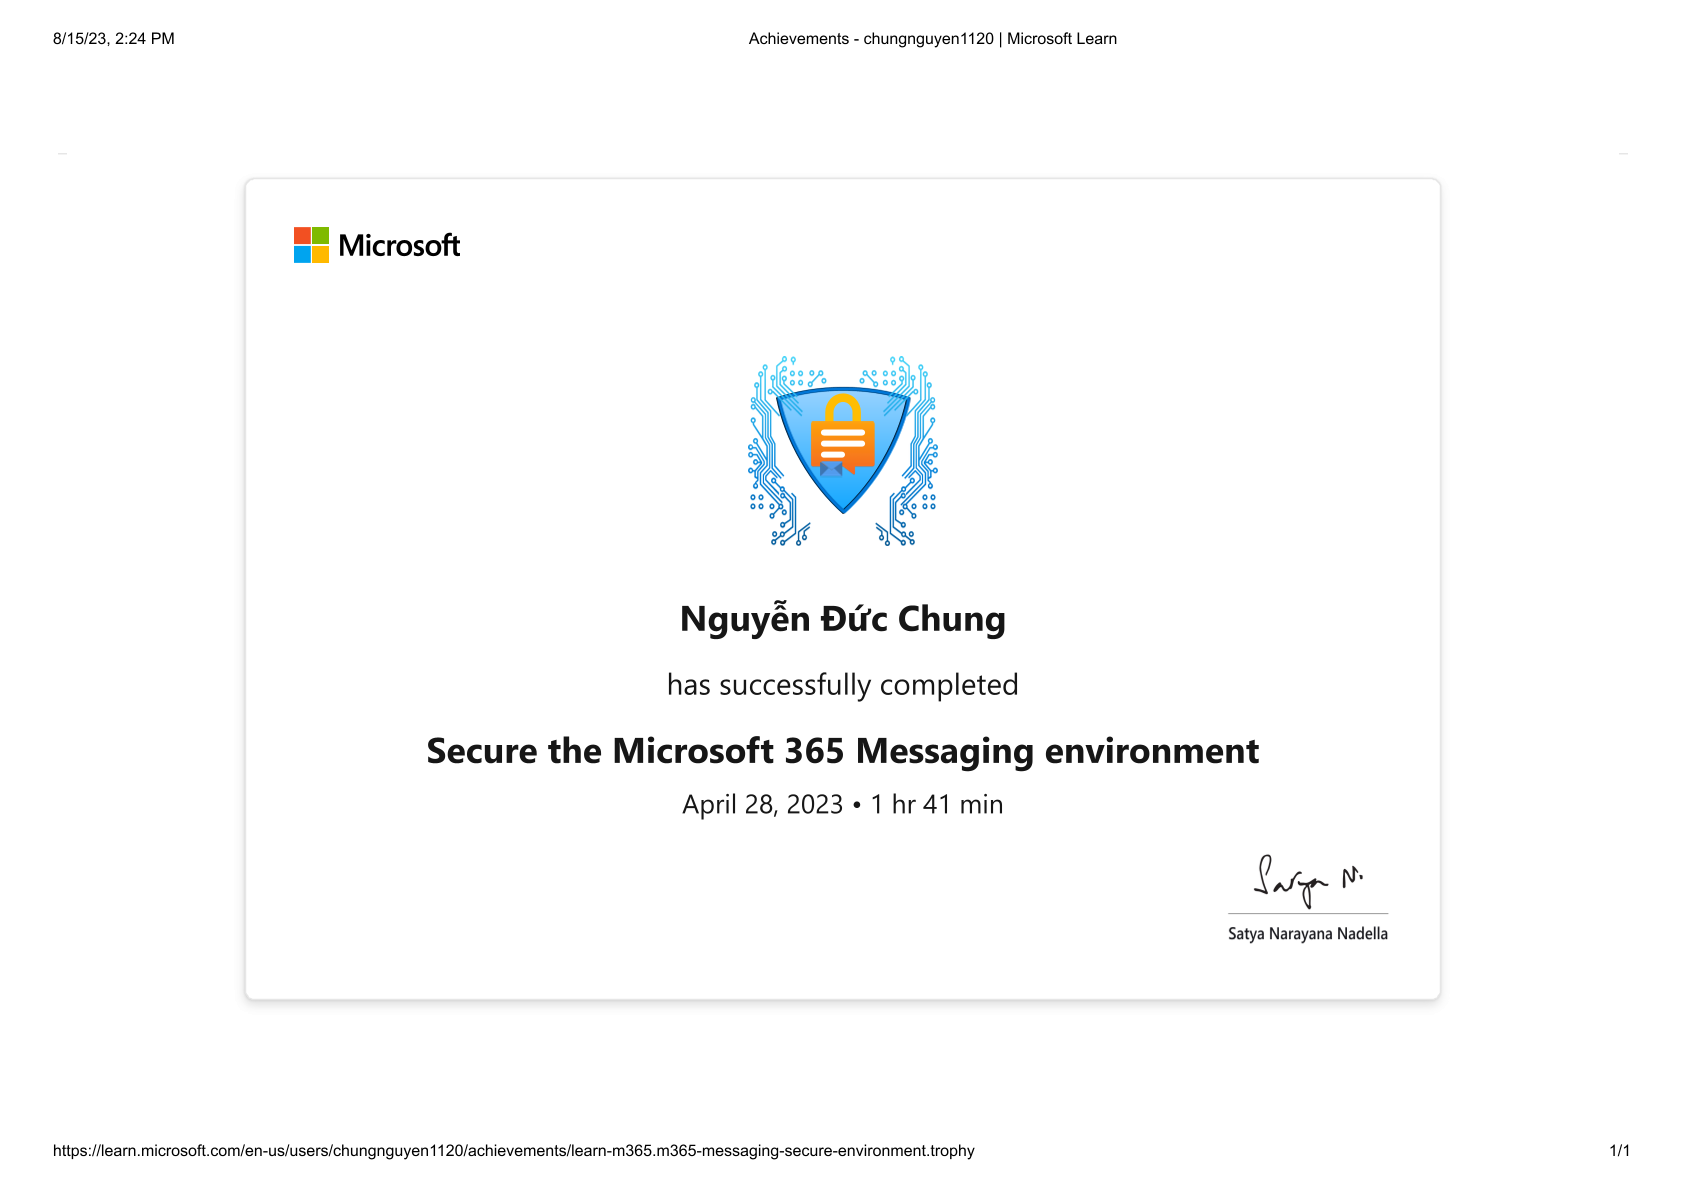 8/15/23, 2:24 PM
Achievements - chungnguyen1120 | Microsoft Learn
Microsoft
Nguyễn Đức Chung
has successfully completed
Secure the Microsoft 365 Messaging environment
April 28, 2023 • 1 hr 41 min
Satya N.
Satya Narayana Nadella
https://learn.microsoft.com/en-us/users/chungnguyen1120/achievements/learn-m365.m365-messaging-secure-environment.trophy
1/1